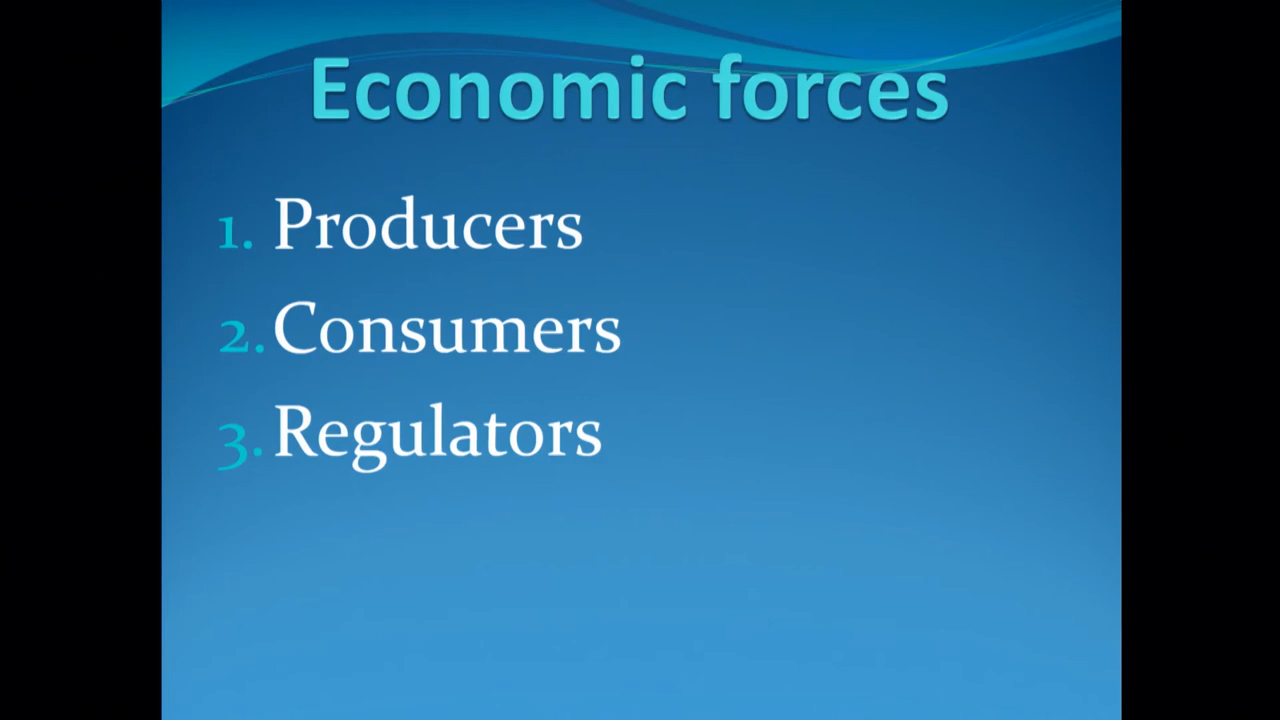 Economic forces
1. Producers
2. Consumers
3. Regulators